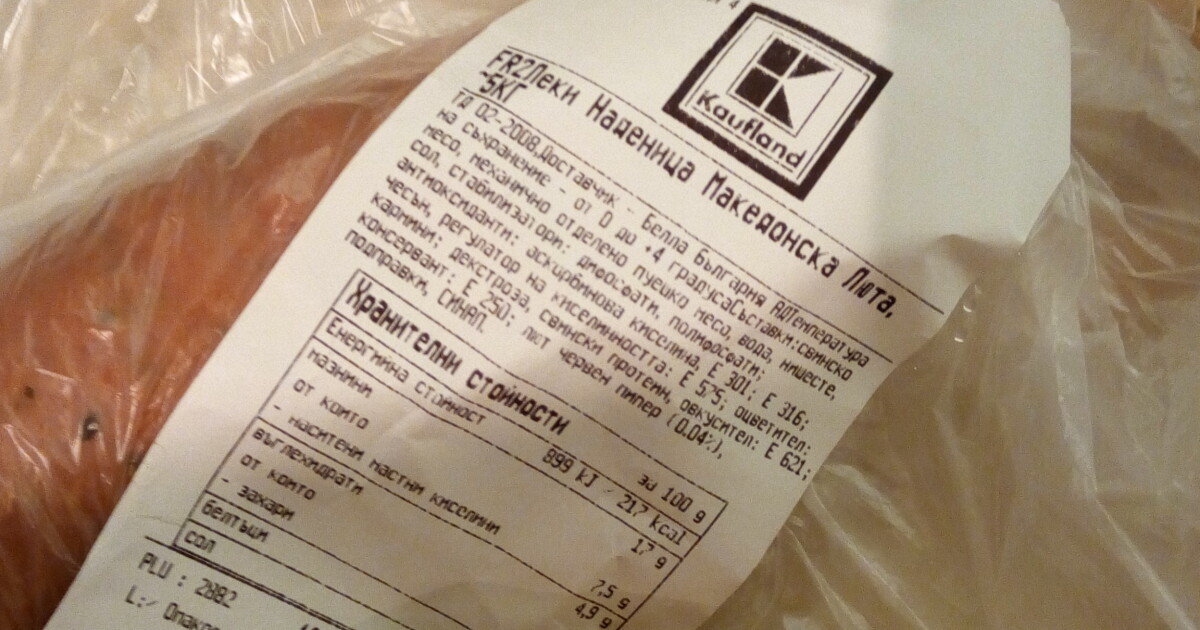 Kaufland
FR2Леки Наденица Македонска Люта,
~5КГ
ТД 02-2008,Доставчик - Белла България АДТемпература
на съхранение - от 0 до +4 градусаСъставки:свинско
месо, механично отделено пуешко месо, вода, нишесте,
сол, стабилизатори: дифосфати, полифосфати;
антиоксиданти: аскорбинова киселина, Е 301; Е 316;
чесън, регулатор на киселинността: Е 575; оцветител:
кармини; декстроза, свински протеин, овкусител: Е 621;
консервант: Е 250; лют червен пипер (0.04%),
подправки, СИНАП.
Хранителни стойности
за 100 g
Енергийна стойност 899 kJ / 217 kcal
мазнини 17 g
от които
- наситени мастни киселини 7,5 g
въглехидрати 4,9 g
от които
- захари
белтъци
сол
PLU : 2882
L:/